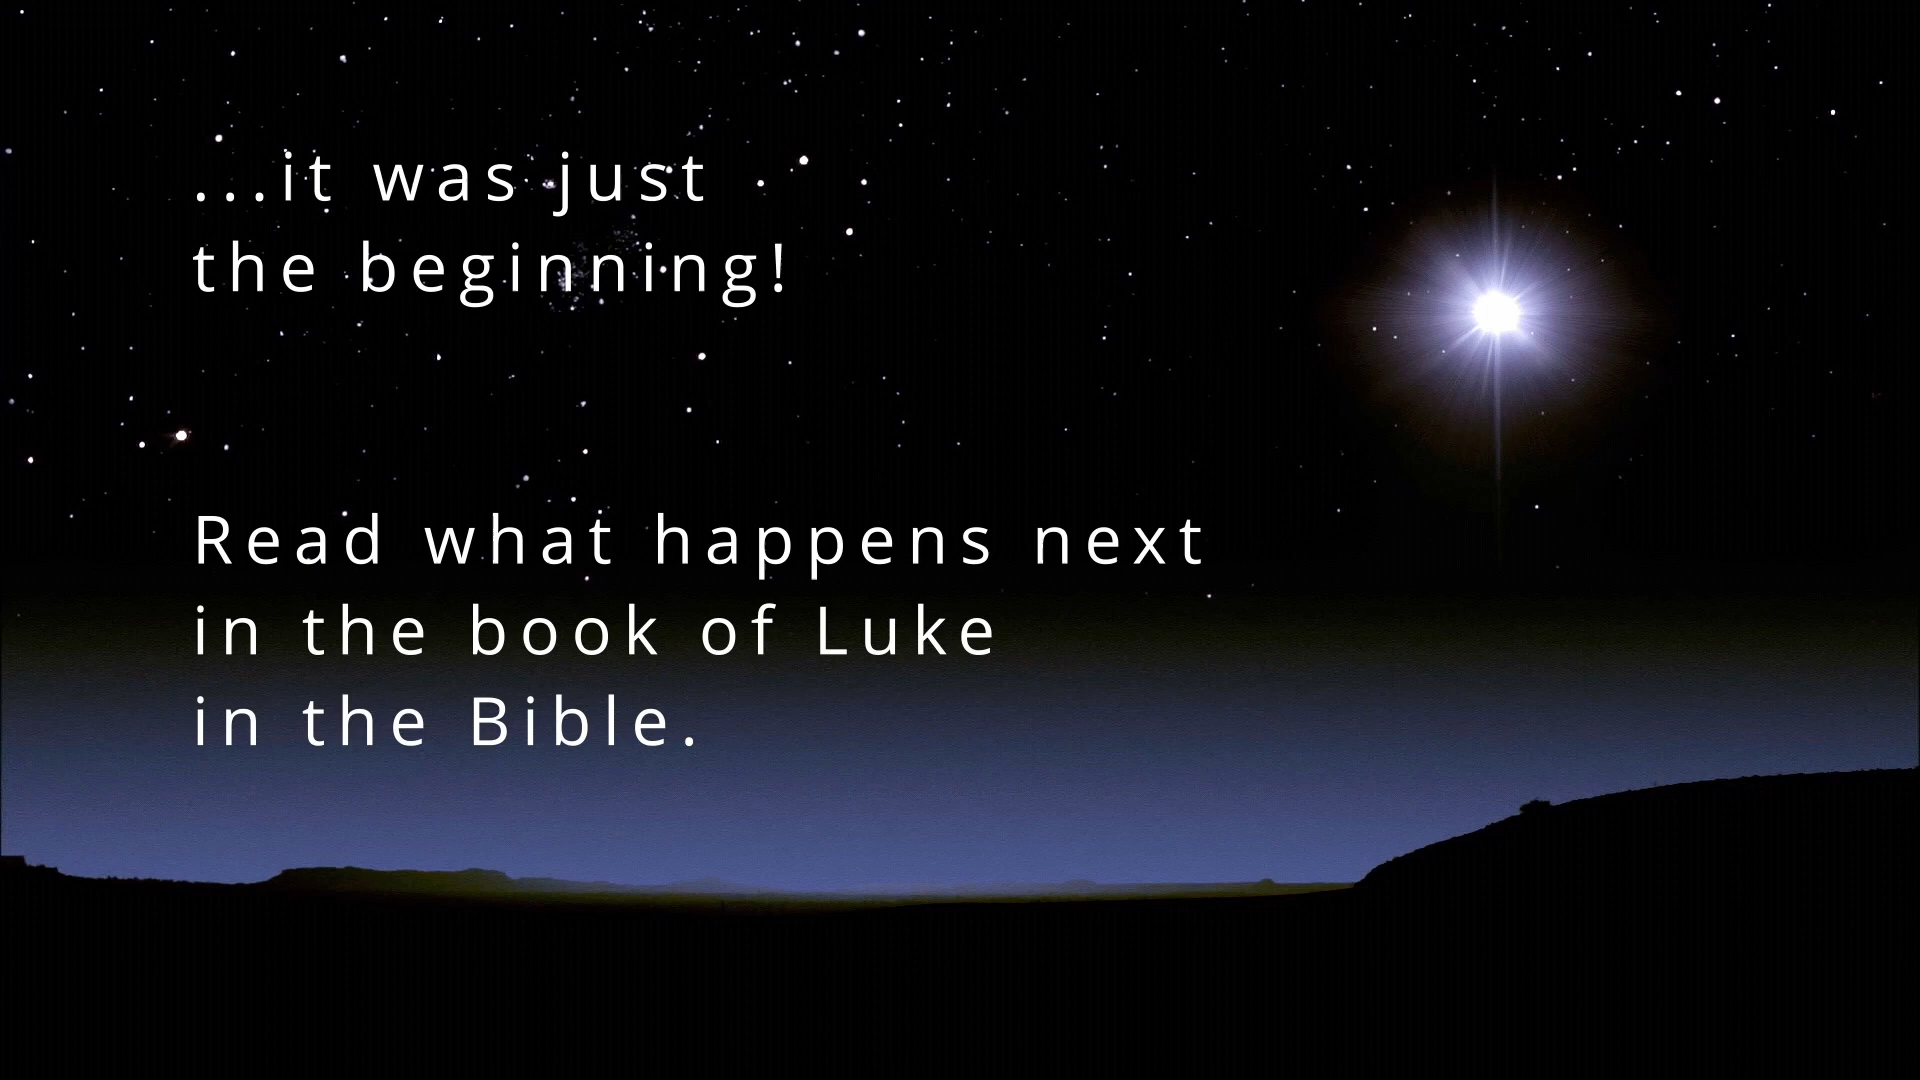 ...it was just
the beginning!
Read what happens next
in the book of Luke
in the Bible.